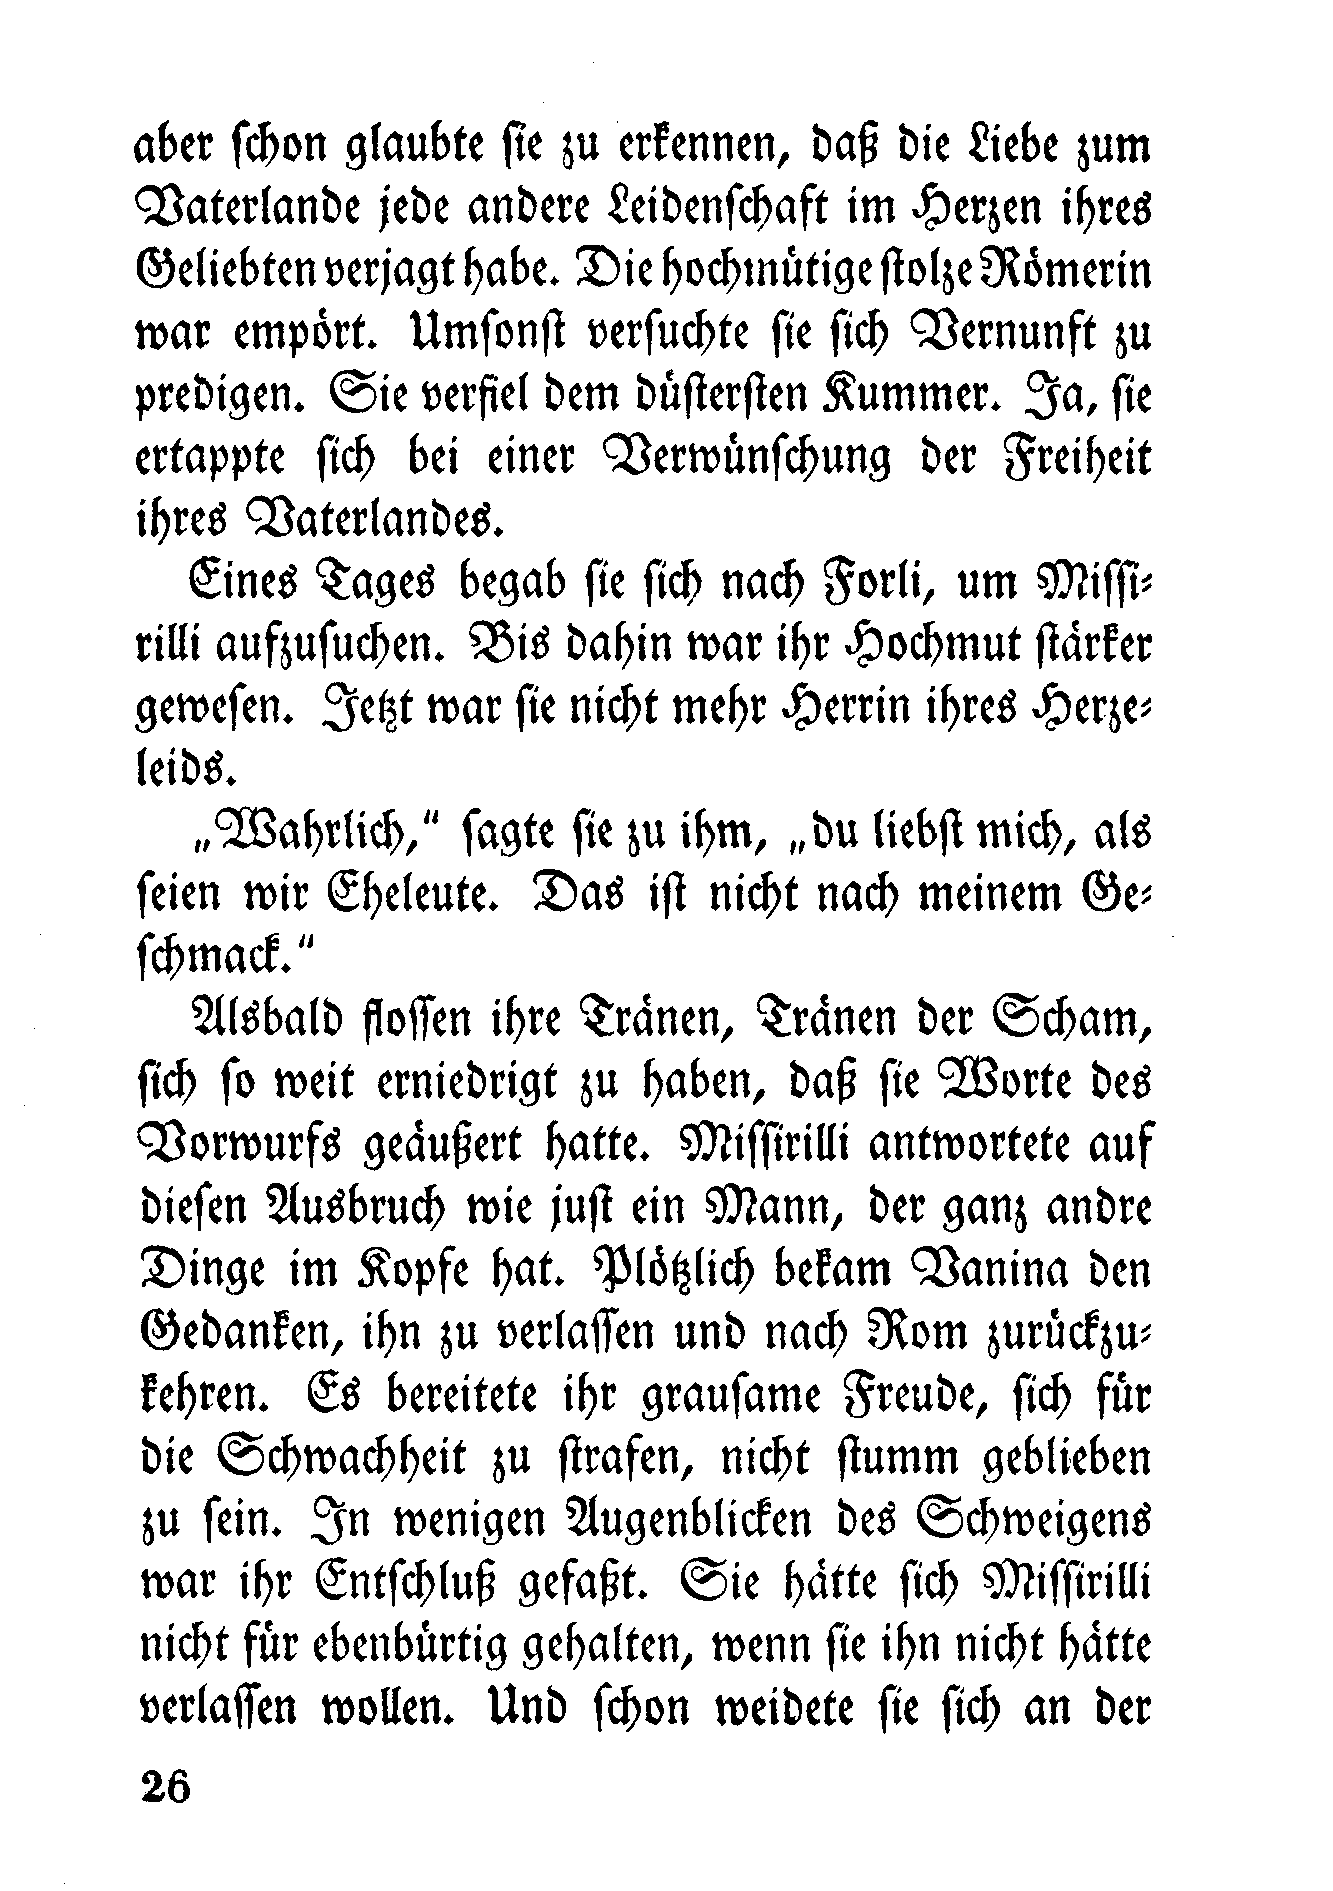 aber schon glaubte sie zu erkennen, daß die Liebe zum
Vaterlande jede andere Leidenschaft im Herzen ihres
Geliebten verjagt habe. Die hochmütige stolze Römerin
war empört. Umsonst versuchte sie sich Vernunft zu
predigen. Sie verfiel dem düstersten Kummer. Ja, sie
ertappte sich bei einer Verwünschung der Freiheit
ihres Vaterlandes.
Eines Tages begab sie sich nach Forli, um Missi-
rilli aufzusuchen. Bis dahin war ihr Hochmut stärker
gewesen. Jetzt war sie nicht mehr Herrin ihres Herze-
leids.
„Wahrlich,“ sagte sie zu ihm, „du liebst mich, als
seien wir Eheleute. Das ist nicht nach meinem Ge-
schmack.“
Alsbald flossen ihre Tränen, Tränen der Scham,
sich so weit erniedrigt zu haben, daß sie Worte des
Vorwurfs geäußert hatte. Missirilli antwortete auf
diesen Ausbruch wie just ein Mann, der ganz andre
Dinge im Kopfe hat. Plötzlich bekam Vanina den
Gedanken, ihn zu verlassen und nach Rom zurückzu-
kehren. Es bereitete ihr grausame Freude, sich für
die Schwachheit zu strafen, nicht stumm geblieben
zu sein. In wenigen Augenblicken des Schweigens
war ihr Entschluß gefaßt. Sie hätte sich Missirilli
nicht für ebenbürtig gehalten, wenn sie ihn nicht hätte
verlassen wollen. Und schon weidete sie sich an der
26